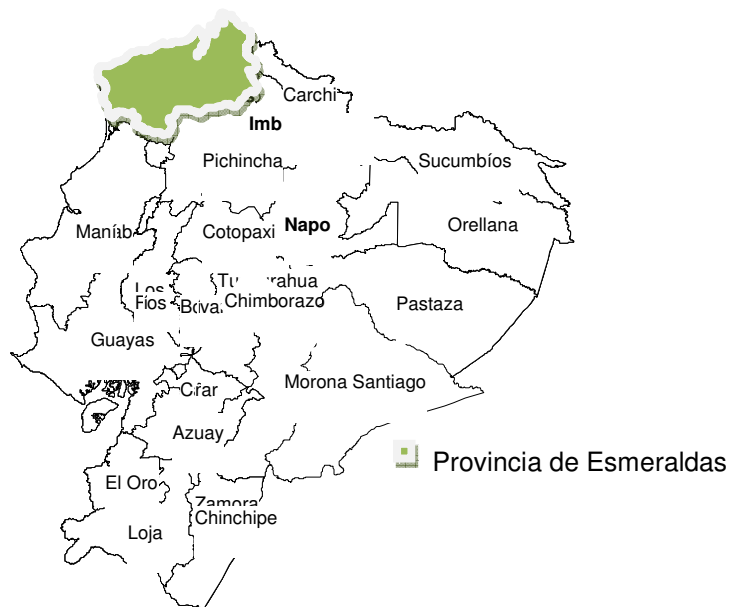 Carchi
Imb
Pichincha
Sucumbíos
Manab
Cotopaxi
Napo
Orellana
Los
Ríos
Bolívar
Chimborazo
Pastaza
Guayas
Morona Santiago
Azuay
Provincia de Esmeraldas
El Oro
Zamora
Chinchipe
Loja